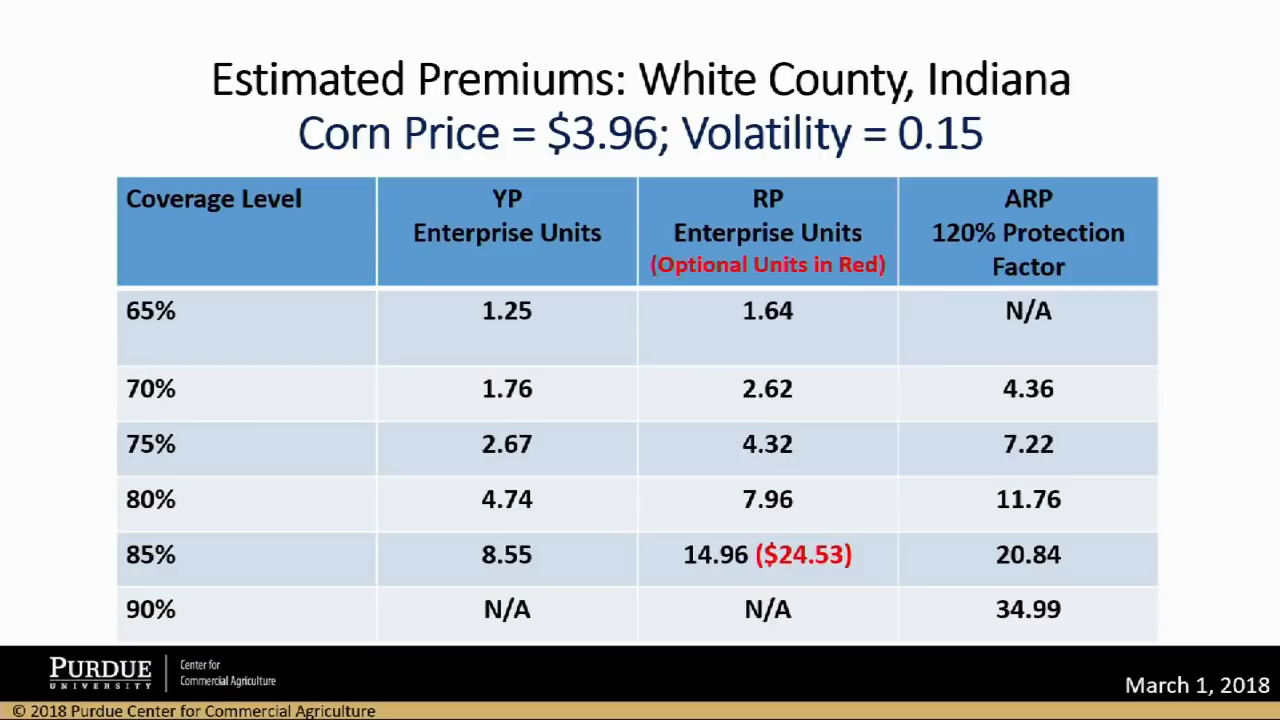 Estimated Premiums: White County, Indiana
Corn Price = $3.96; Volatility = 0.15
Coverage Level YP RP ARP
Enterprise Units Enterprise Units 120% Protection
(Optional Units in Red) Factor
65% 1.25 1.64 N/A
70% 1.76 2.62 4.36
75% 2.67 4.32 7.22
80% 4.74 7.96 11.76
85% 8.55 14.96 ($24.53) 20.84
90% N/A N/A 34.99
PURDUE UNIVERSITY
Center for
Commercial Agriculture
March 1, 2018
© 2018 Purdue Center for Commercial Agriculture